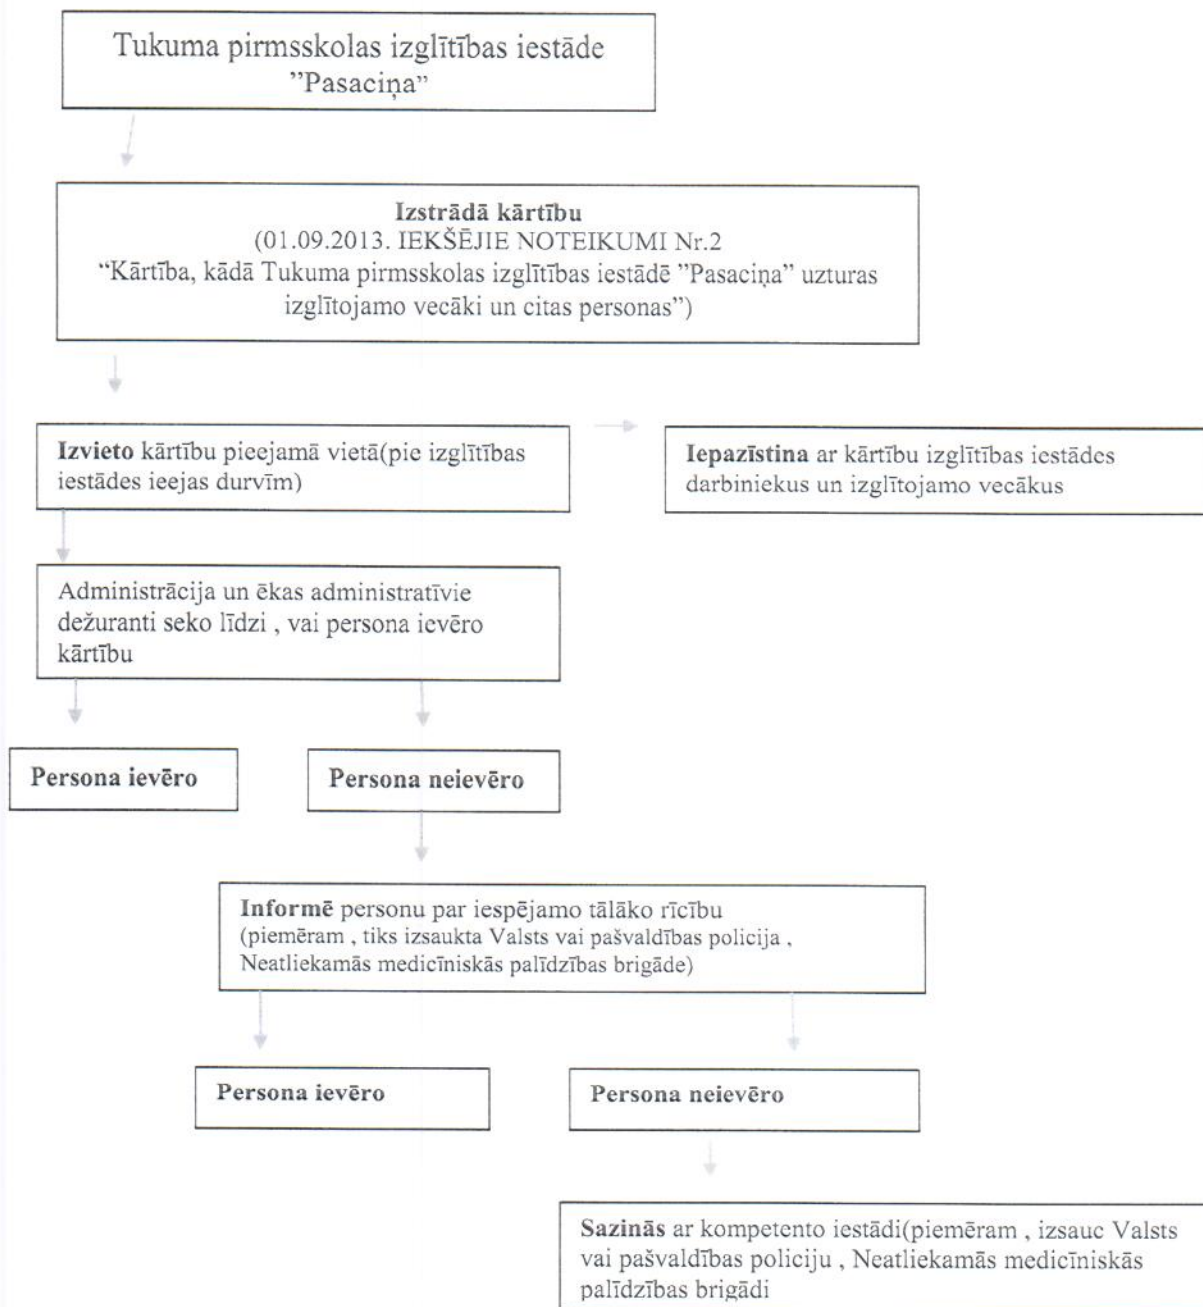 Tukuma pirmsskolas izglītības iestāde
”Pasaciņa”
Izstrādā kārtību
(01.09.2013. IEKŠĒJIE NOTEIKUMI Nr.2
“Kārtība, kādā Tukuma pirmsskolas izglītības iestādē ”Pasaciņa” uzturas
izglītojamo vecāki un citas personas”)
Izvieto kārtību pieejamā vietā(pie izglītības
iestādes ieejas durvīm)
Iepazīstina ar kārtību izglītības iestādes
darbiniekus un izglītojamo vecākus
Administrācija un ēkas administratīvie
dežuranti seko līdzi , vai persona ievēro
kārtību
Persona ievēro
Persona neievēro
Informē personu par iespējamo tālāko rīcību
(piemēram , tiks izsaukta Valsts vai pašvaldības policija ,
Neatliekamās medicīniskās palīdzības brigāde)
Persona ievēro
Persona neievēro
Sazinās ar kompetento iestādi(piemēram , izsauc Valsts
vai pašvaldības policiju , Neatliekamās medicīniskās
palīdzības brigādi